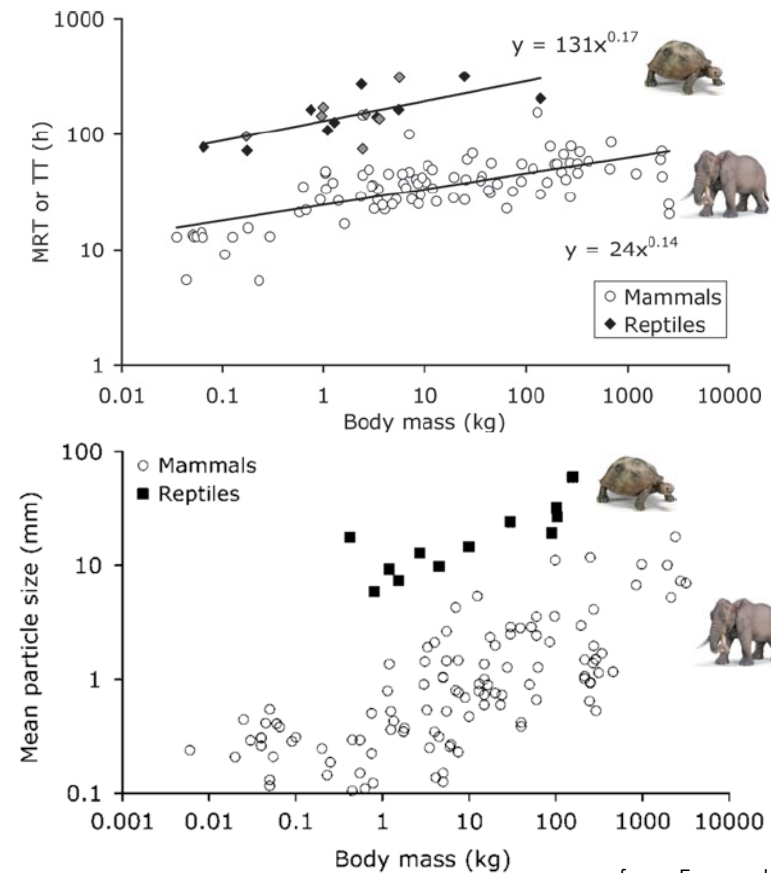 1000
y = 131x^0.17
100
MRT or TT (h)
10
y = 24x^0.14
Mammals
Reptiles
1
0.01 0.1 1 10 100 1000 10000
Body mass (kg)
100
Mammals
Reptiles
10
Mean particle size (mm)
1
0.1
0.001 0.01 0.1 1 10 100 1000 10000
Body mass (kg)